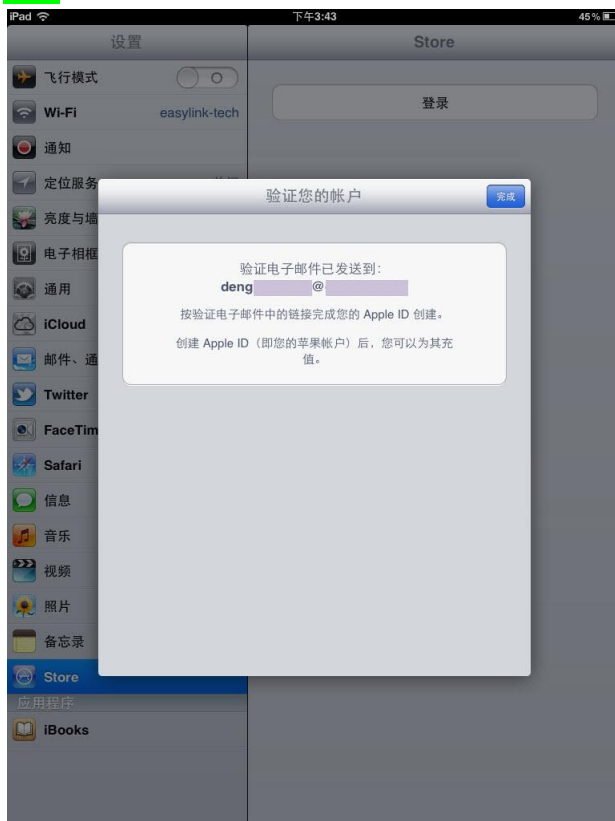 iPad
下午3:43
45%
设置
Store
飞行模式
Wi-Fi
easylink-tech
登录
通知
定位服务
亮度与墙
电子相框
通用
iCloud
邮件、通
Twitter
FaceTim
Safari
信息
音乐
视频
照片
备忘录
Store
应用程序
iBooks
验证您的帐户
完成
验证电子邮件已发送到：
deng @
按验证电子邮件中的链接完成您的 Apple ID 创建。
创建 Apple ID（即您的苹果帐户）后，您可以为其充
值。